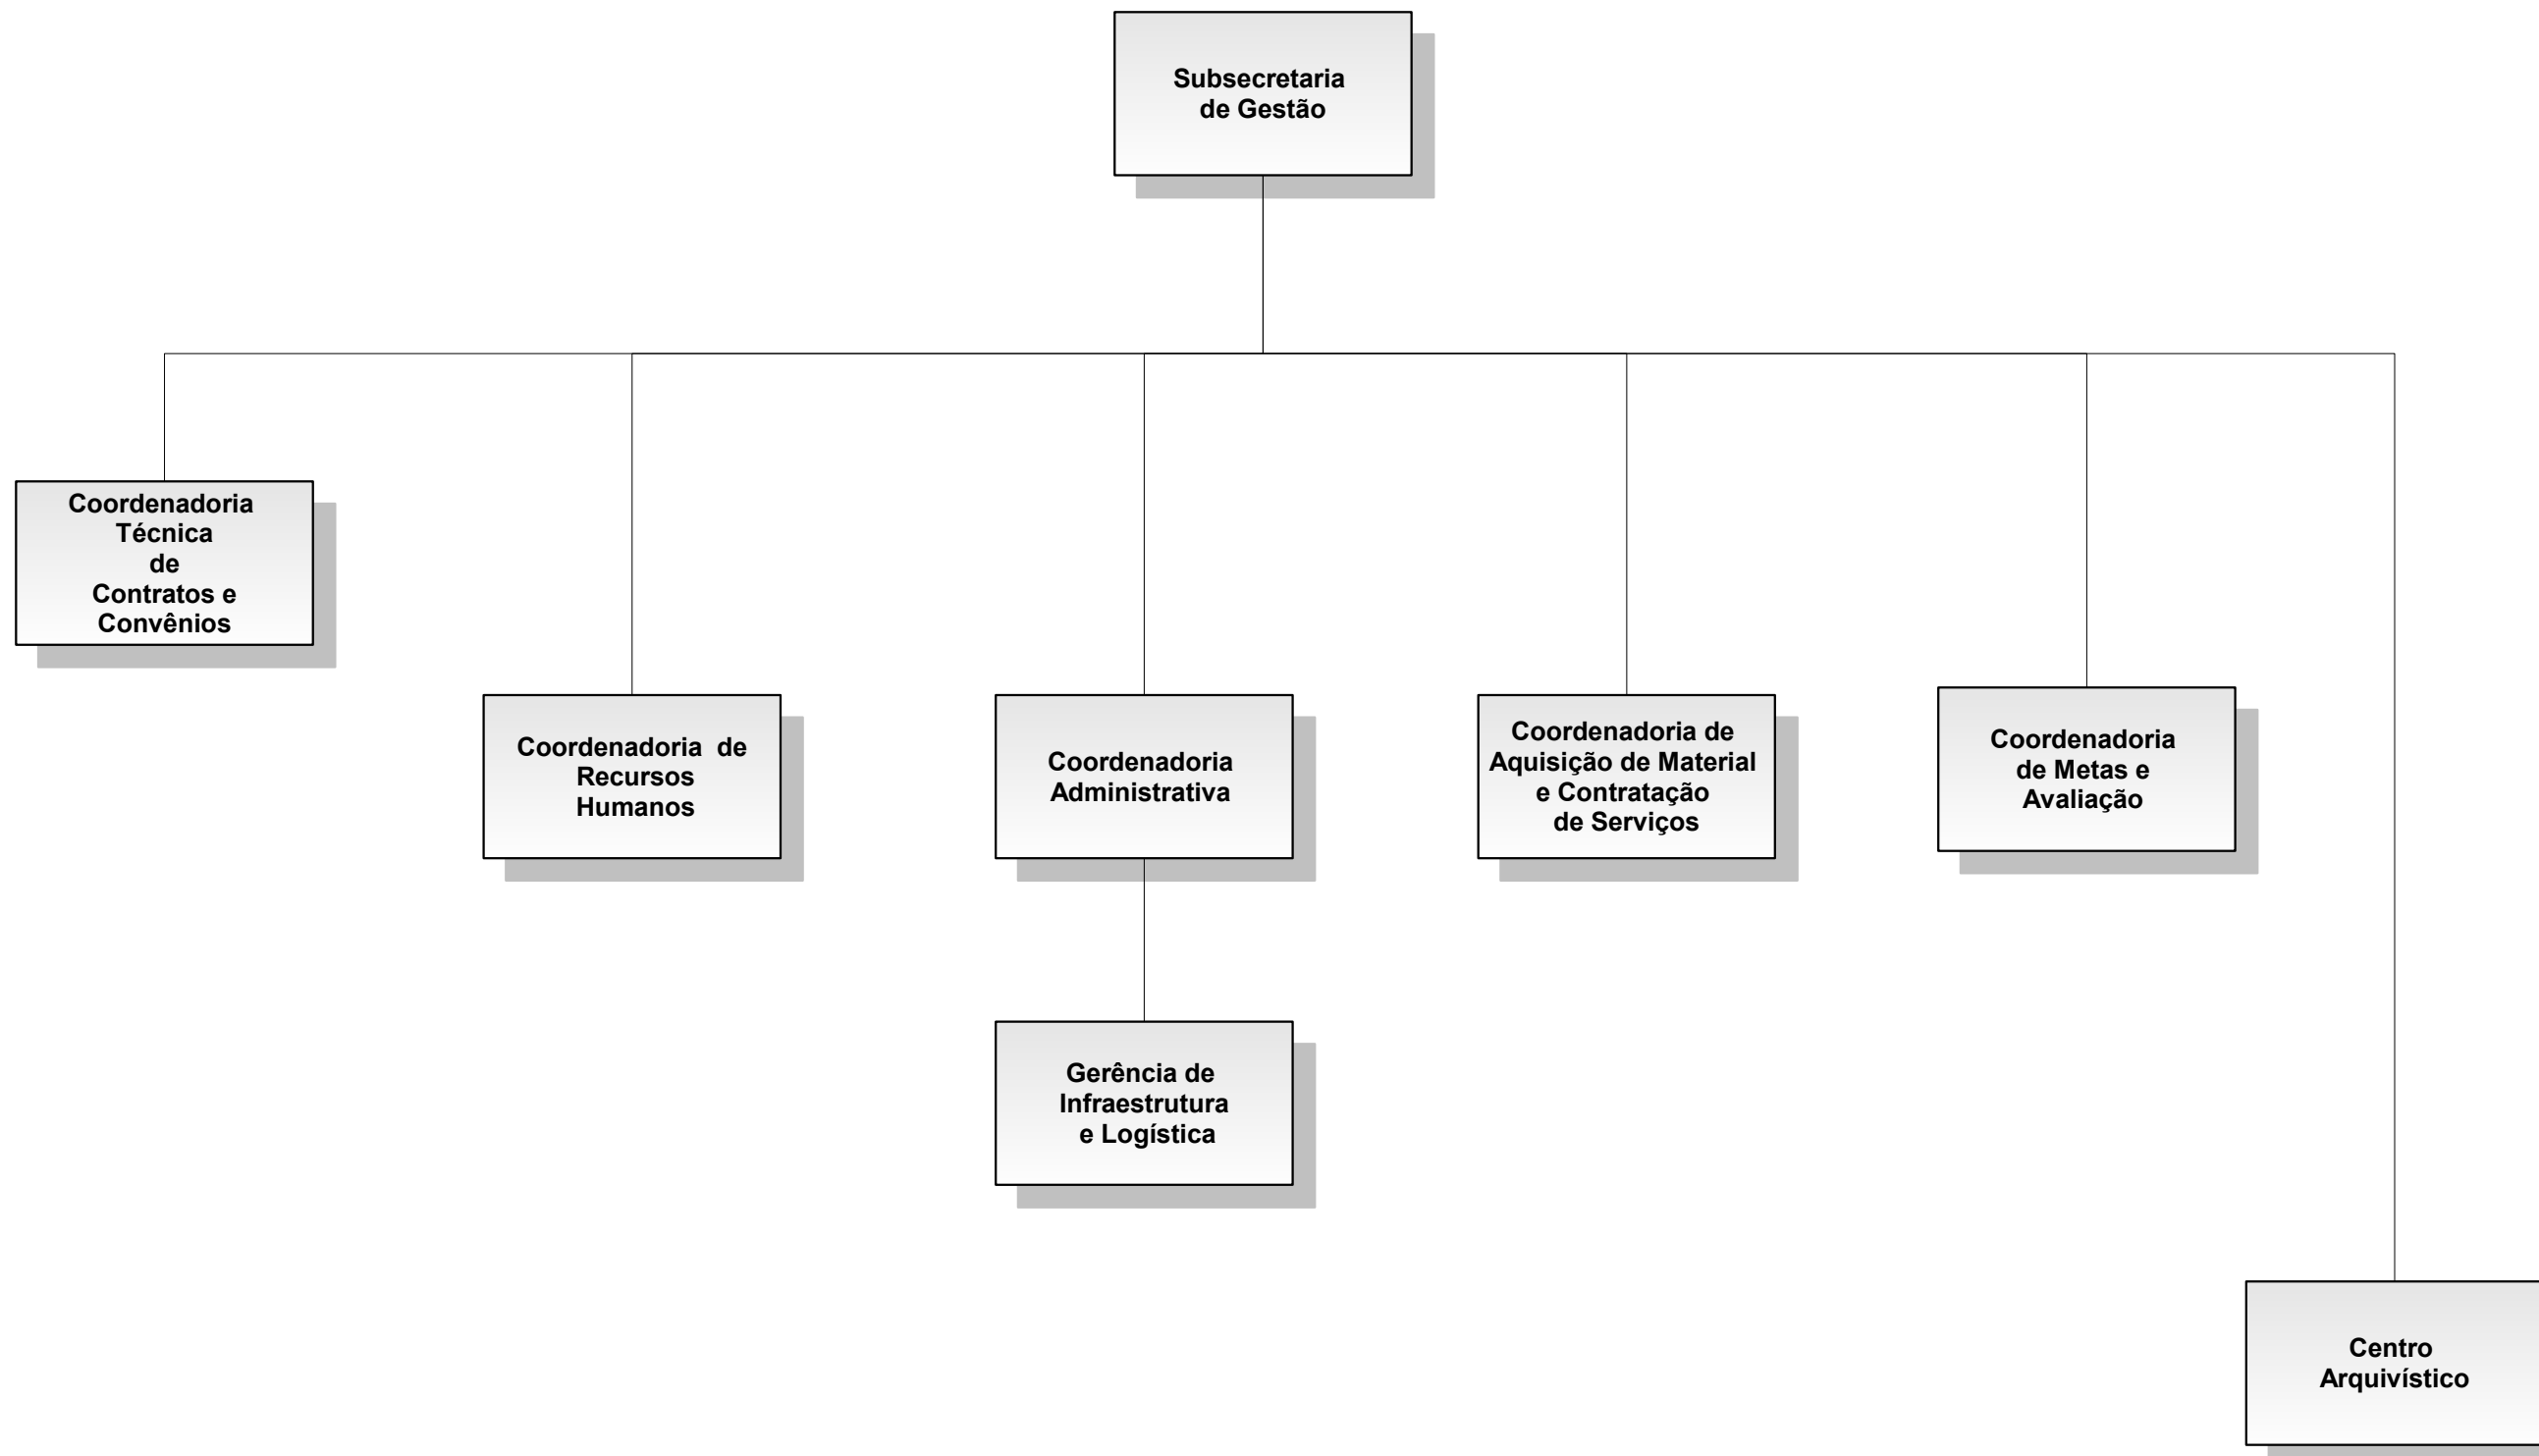 Subsecretaria
de Gestão
Coordenadoria
Técnica
de
Contratos e
Convênios
Coordenadoria de
Recursos
Humanos
Coordenadoria
Administrativa
Coordenadoria de
Aquisição de Material
e Contratação
de Serviços
Coordenadoria
de Metas e
Avaliação
Gerência de
Infraestrutura
e Logística
Centro
Arquivístico